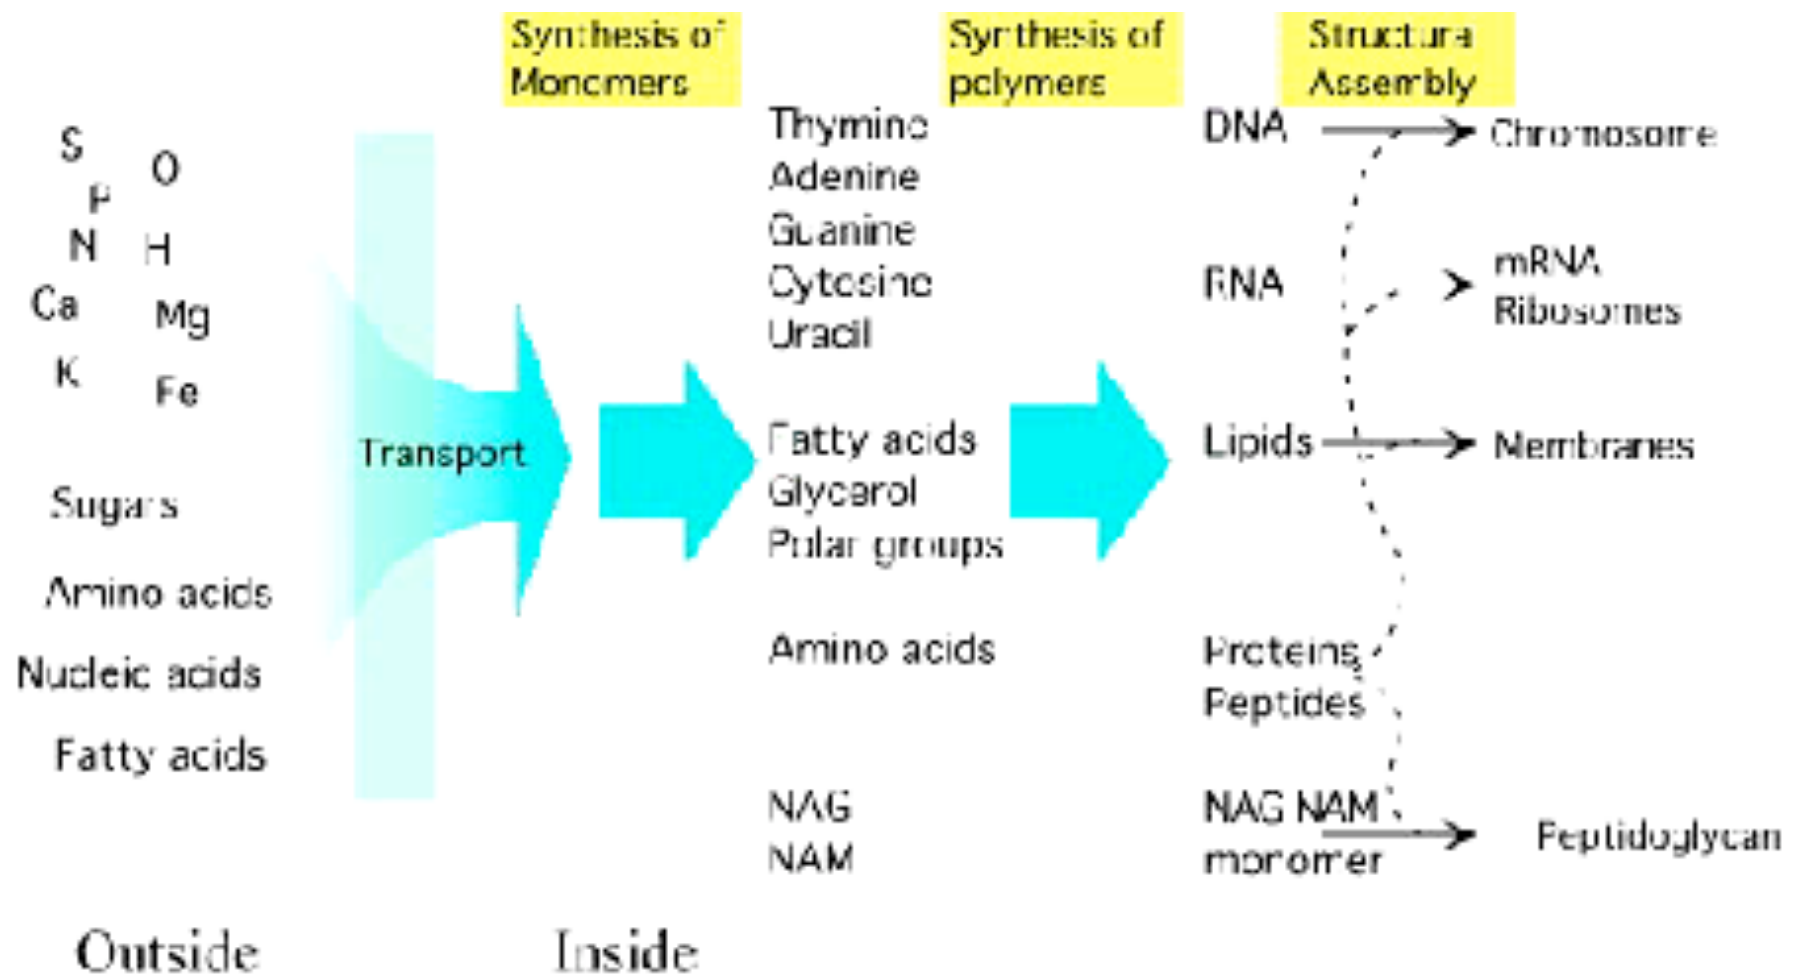 Synthesis of
Monomers
Synthesis of
polymers
Structural
Assembly
S
O
P
N
H
Ca
Mg
K
Fe
Sugars
Amino acids
Nucleic acids
Fatty acids
Transport
Thymine
Adenine
Guanine
Cytosine
Uracil
Fatty acids
Glycerol
Polar groups
Amino acids
NAG
NAM
DNA
RNA
Lipids
Proteins
Peptides
NAG NAM
monomer
Chromosome
mRNA
Ribosomes
Membranes
Peptidoglycan
Outside
Inside